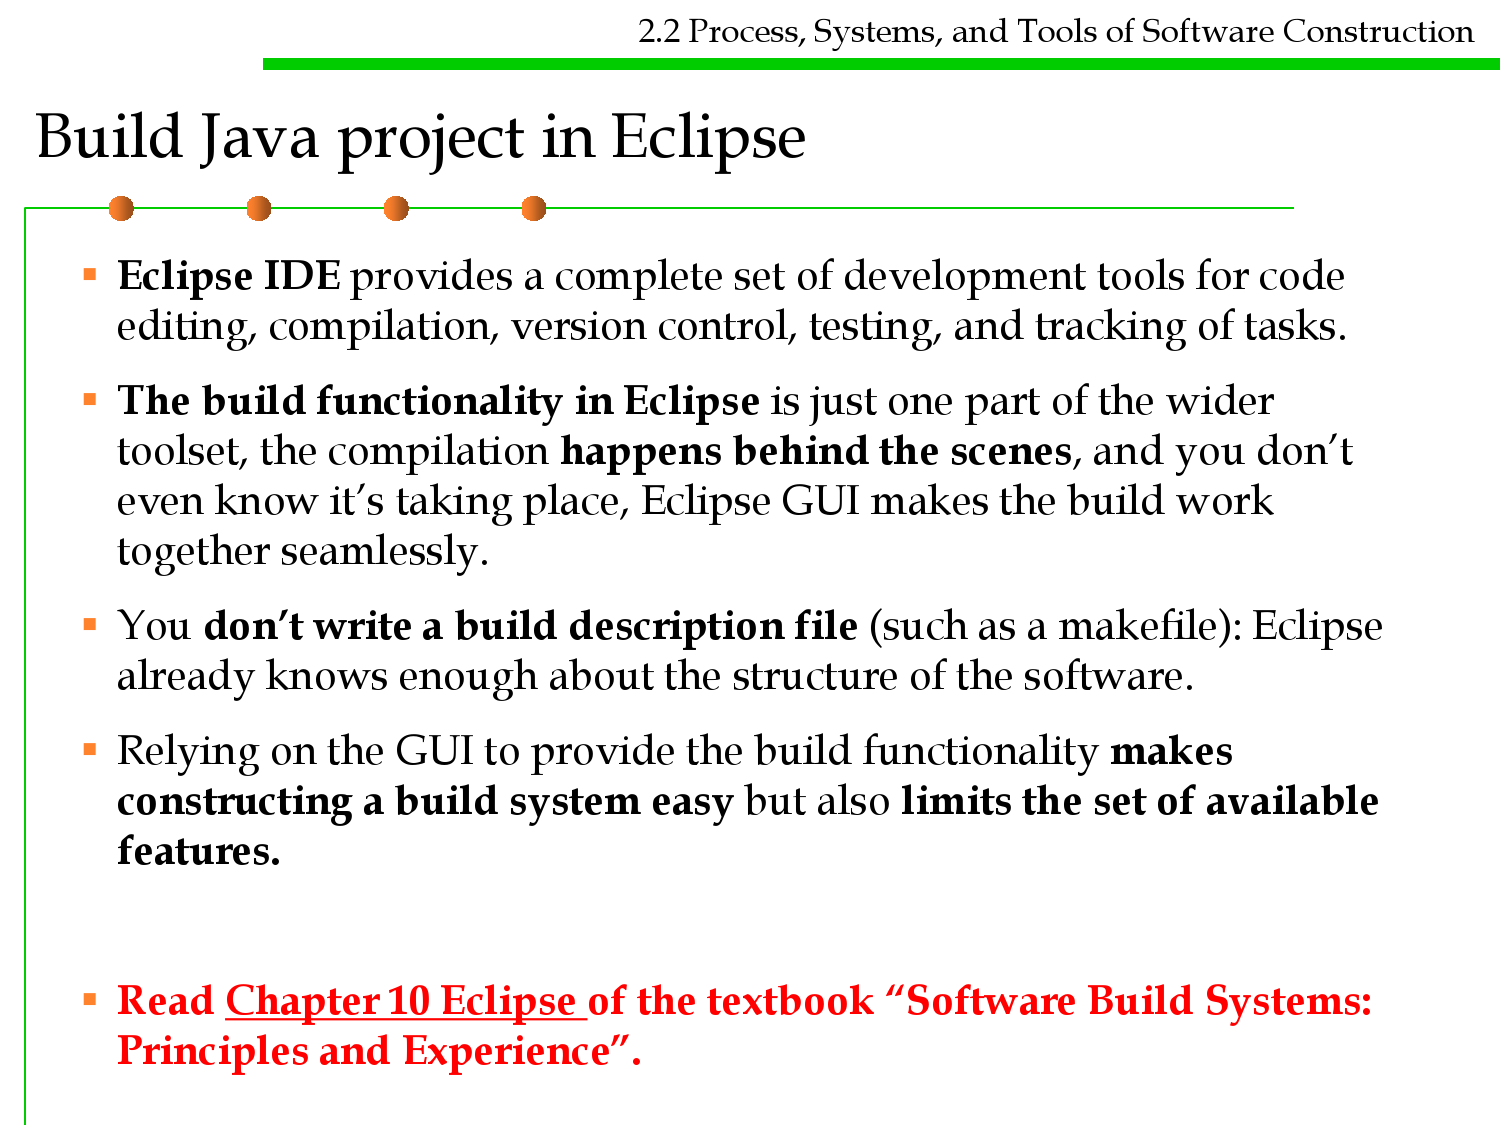 2.2 Process, Systems, and Tools of Software Construction
Build Java project in Eclipse
▪ Eclipse IDE provides a complete set of development tools for code
editing, compilation, version control, testing, and tracking of tasks.
▪ The build functionality in Eclipse is just one part of the wider
toolset, the compilation happens behind the scenes, and you don’t
even know it’s taking place, Eclipse GUI makes the build work
together seamlessly.
▪ You don’t write a build description file (such as a makefile): Eclipse
already knows enough about the structure of the software.
▪ Relying on the GUI to provide the build functionality makes
constructing a build system easy but also limits the set of available
features.
▪ Read Chapter 10 Eclipse of the textbook “Software Build Systems:
Principles and Experience”.